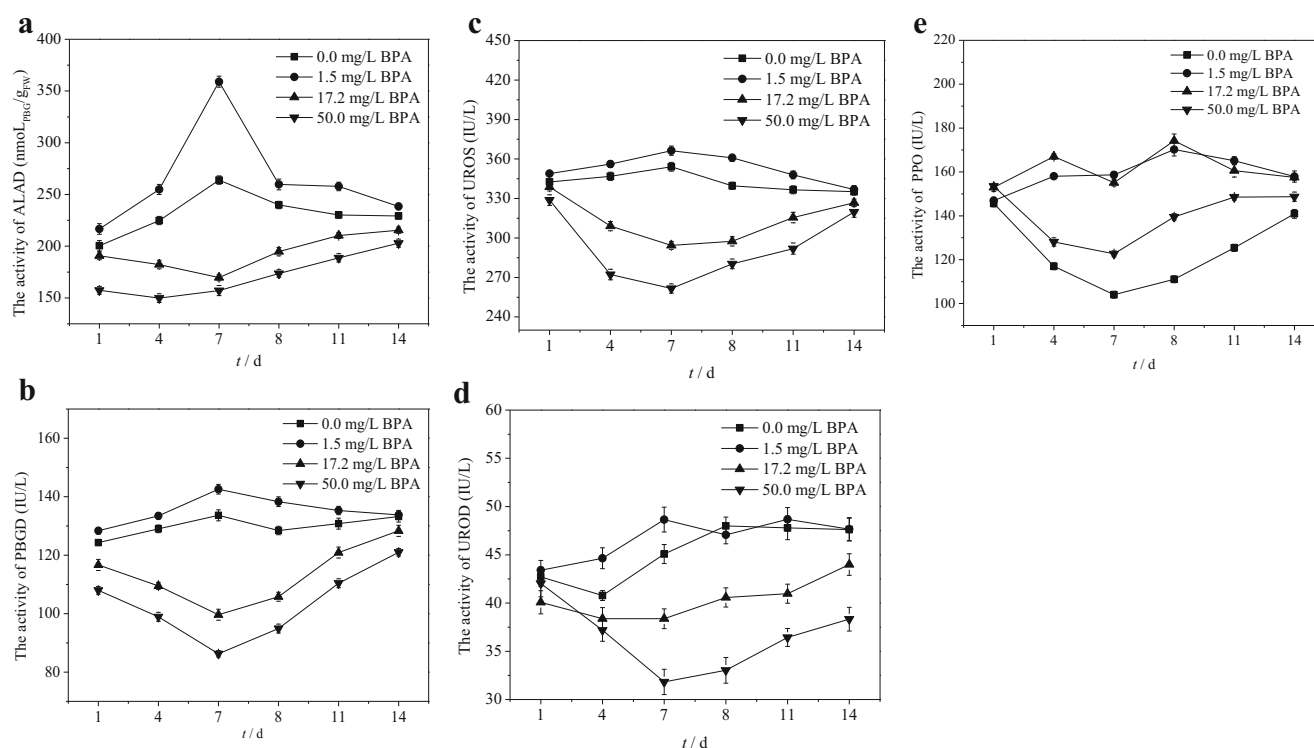 a
400
350
300
250
200
150
The activity of ALAD (nmoL_PBG/g_FW)
0.0 mg/L BPA
1.5 mg/L BPA
17.2 mg/L BPA
50.0 mg/L BPA
1 4 7 8 11 14
t / d
b
160
140
120
100
80
The activity of PBGD (IU/L)
0.0 mg/L BPA
1.5 mg/L BPA
17.2 mg/L BPA
50.0 mg/L BPA
1 4 7 8 11 14
t / d
c
450
420
390
360
330
300
270
240
The activity of UROS (IU/L)
0.0 mg/L BPA
1.5 mg/L BPA
17.2 mg/L BPA
50.0 mg/L BPA
1 4 7 8 11 14
t / d
d
60
55
50
45
40
35
30
The activity of UROD (IU/L)
0.0 mg/L BPA
1.5 mg/L BPA
17.2 mg/L BPA
50.0 mg/L BPA
1 4 7 8 11 14
t / d
e
220
200
180
160
140
120
100
The activity of PPO (IU/L)
0.0 mg/L BPA
1.5 mg/L BPA
17.2 mg/L BPA
50.0 mg/L BPA
1 4 7 8 11 14
t / d